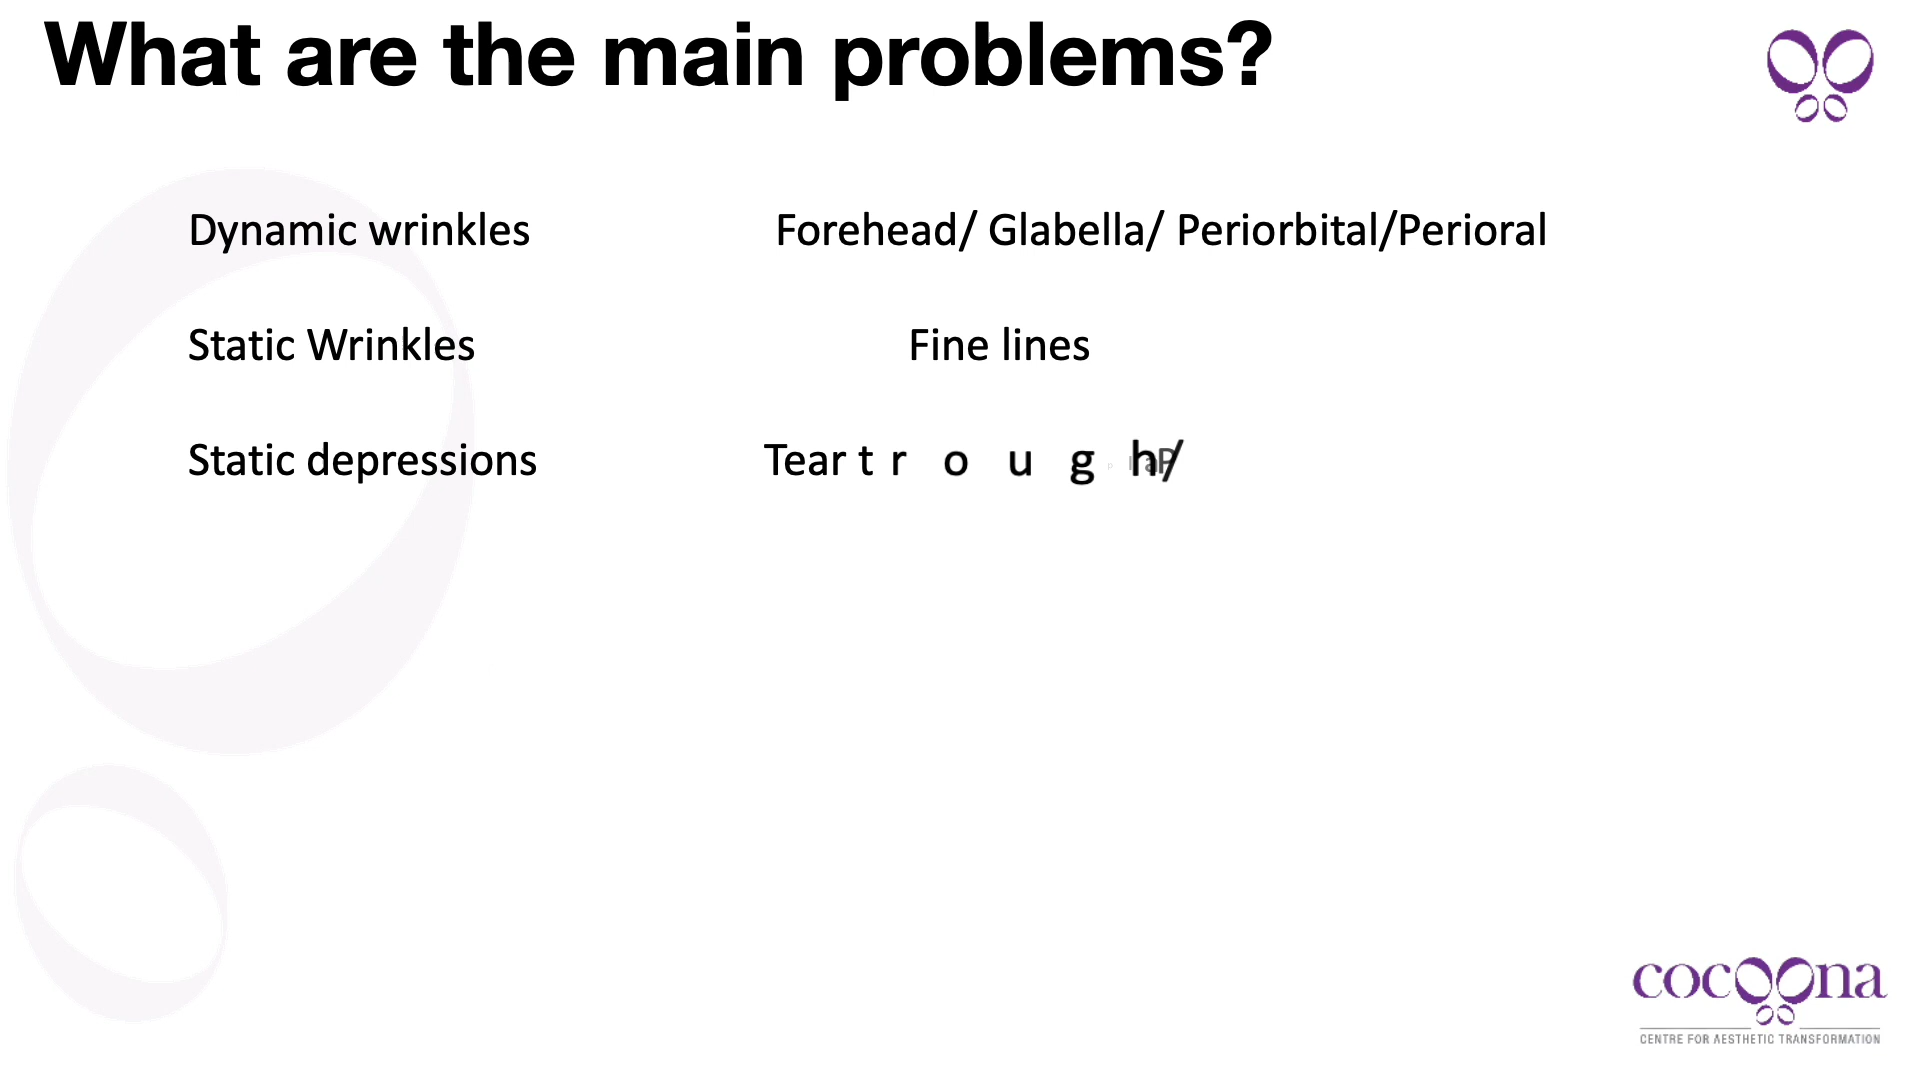 What are the main problems?
Dynamic wrinkles Forehead/ Glabella/ Periorbital/Perioral
Static Wrinkles Fine lines
Static depressions Tear trough/
cocoona
CENTRE FOR AESTHETIC TRANSFORMATION